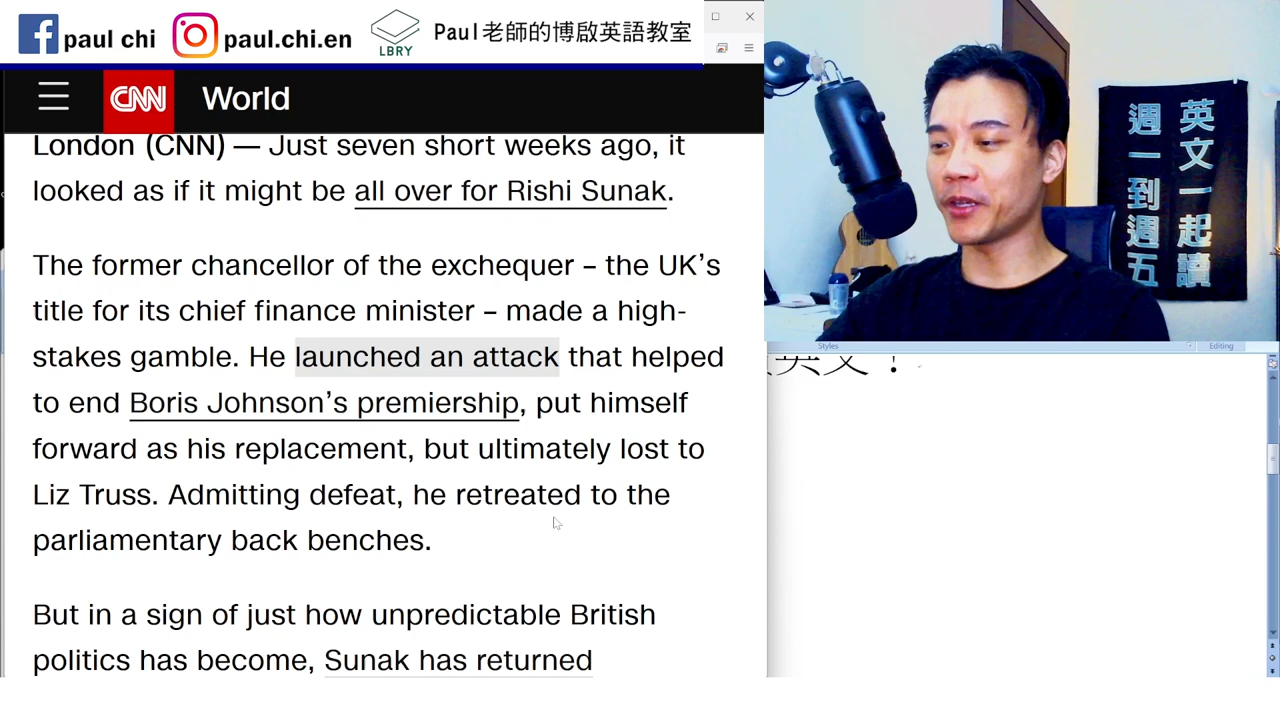 paul chi
paul.chi.en
LBRY
Paul老師的博啟英語教室
CNN
World
London (CNN) — Just seven short weeks ago, it
looked as if it might be all over for Rishi Sunak.
The former chancellor of the exchequer – the UK’s
title for its chief finance minister – made a high-
stakes gamble. He launched an attack that helped
to end Boris Johnson’s premiership, put himself
forward as his replacement, but ultimately lost to
Liz Truss. Admitting defeat, he retreated to the
parliamentary back benches.
But in a sign of just how unpredictable British
politics has become, Sunak has returned
英文一起讀
週一到週五
Styles
Editing
英文！